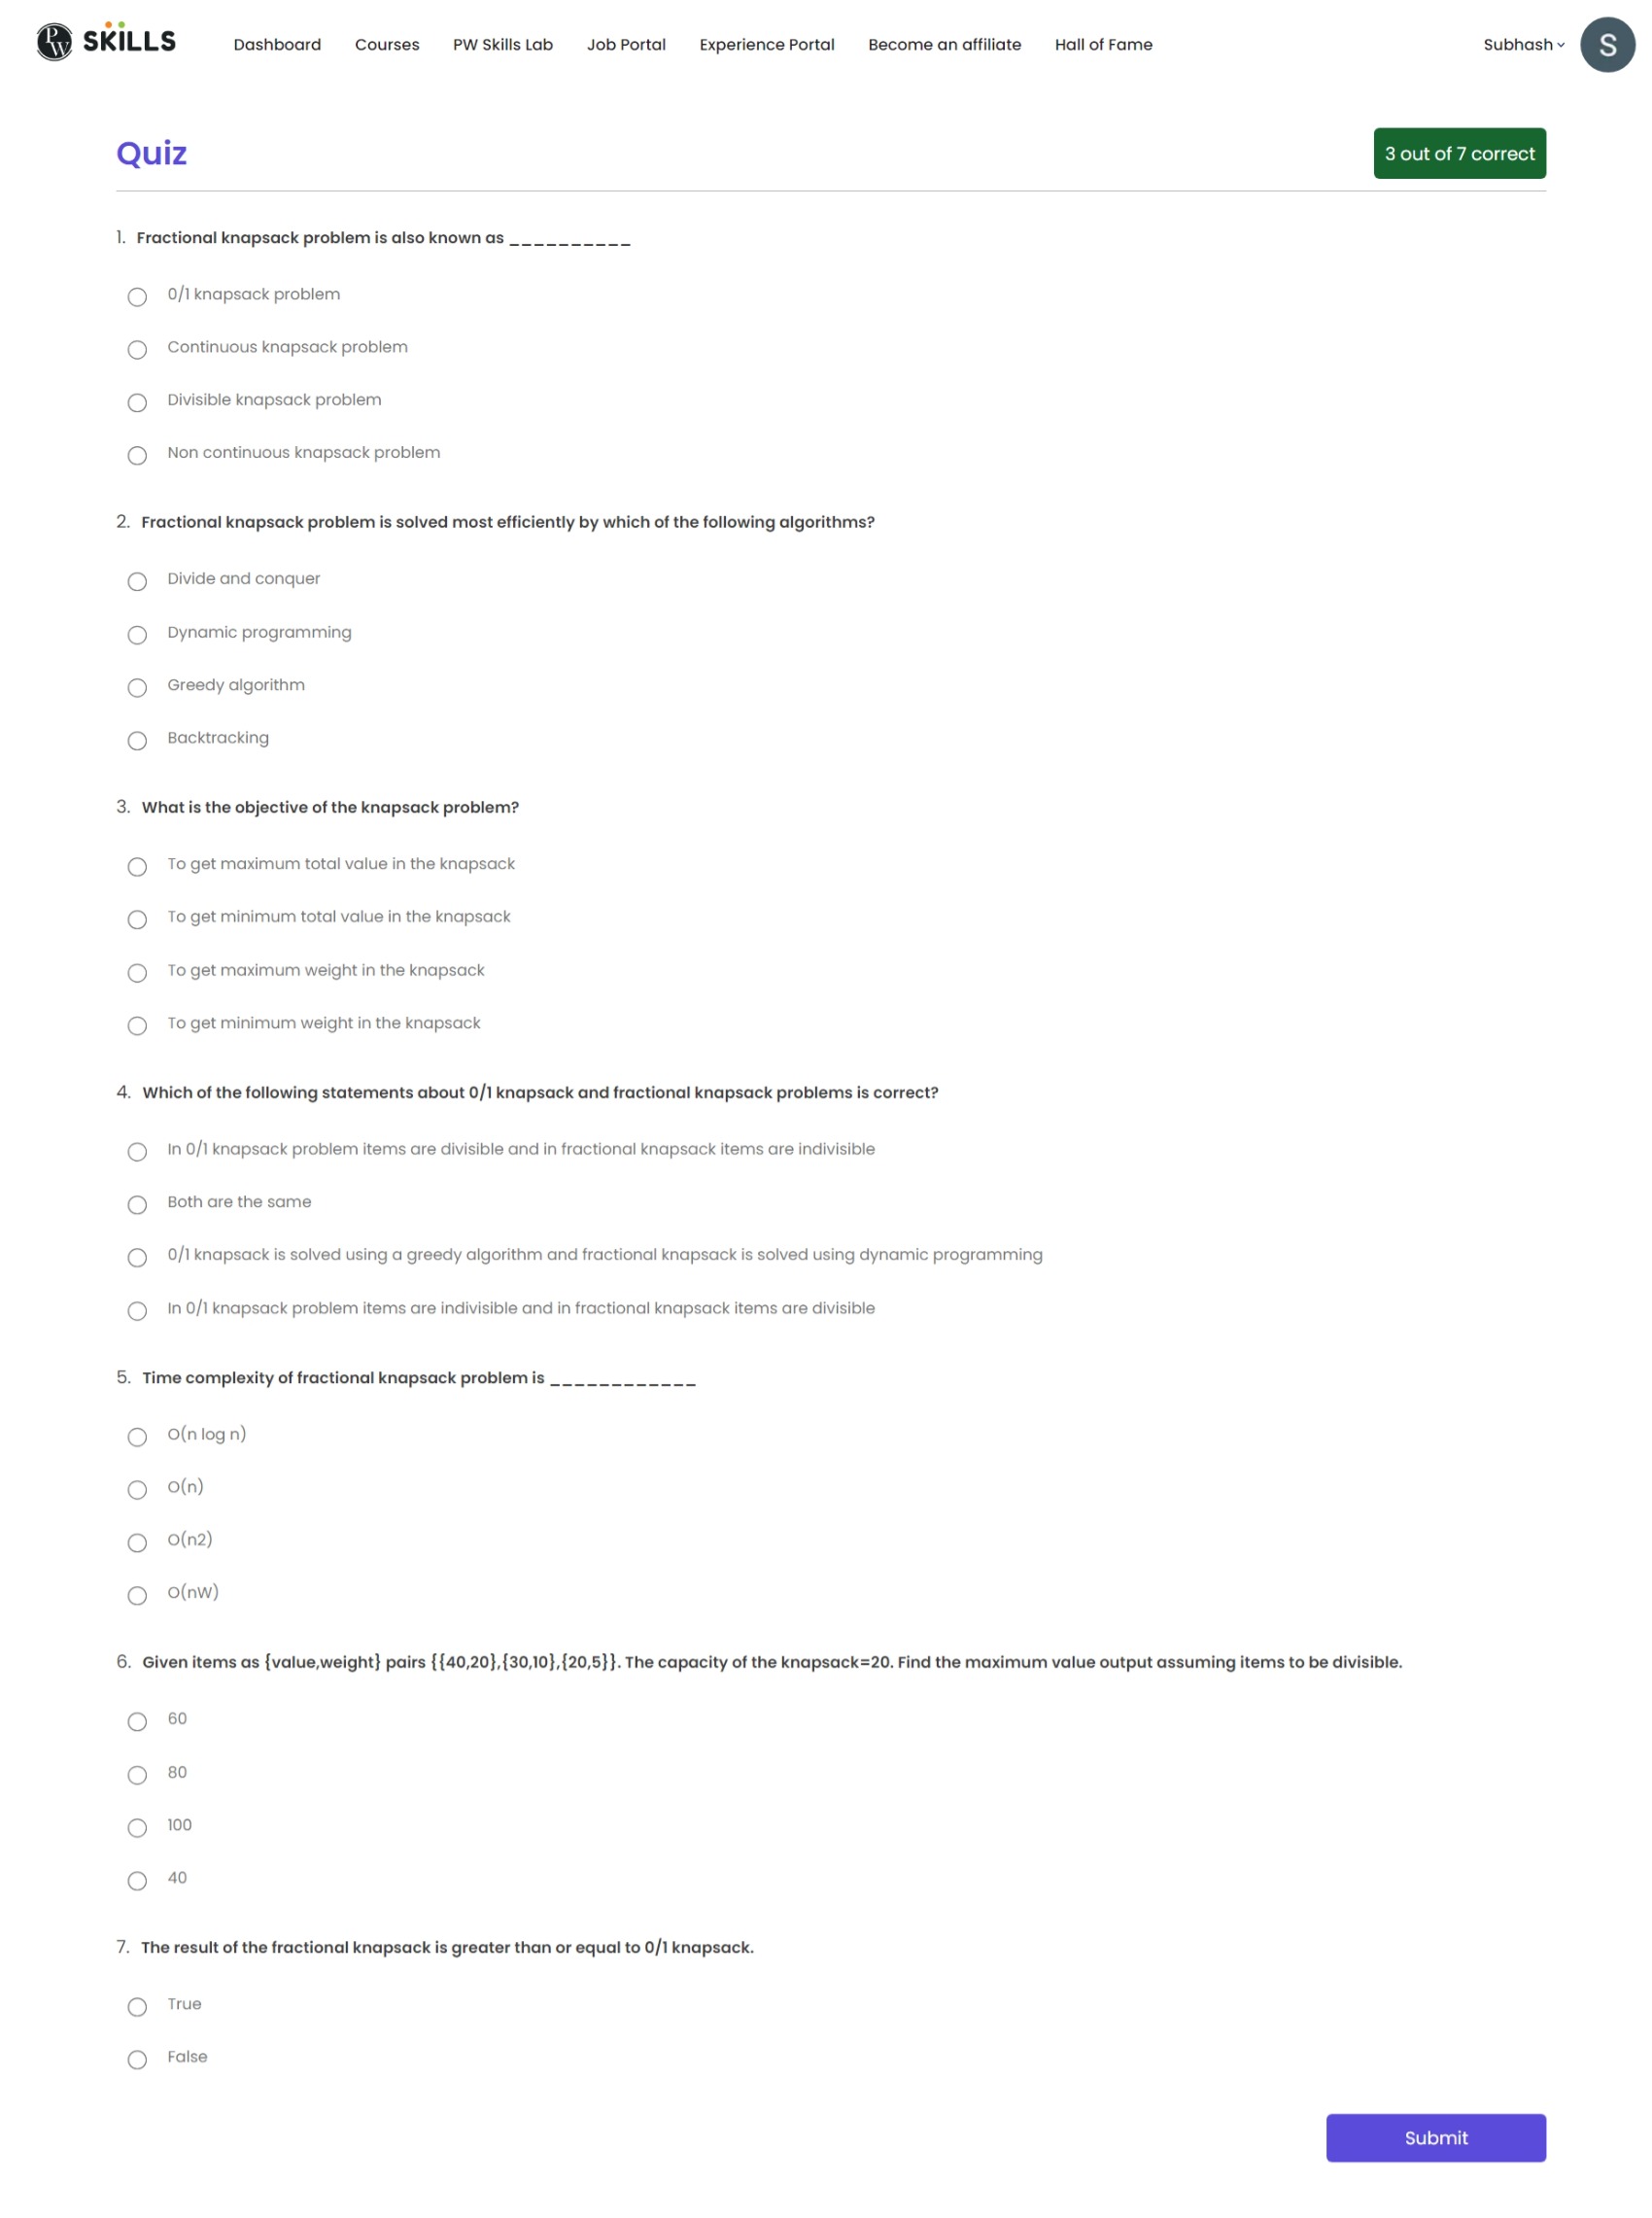 PW SKiLLS Dashboard Courses PW Skills Lab Job Portal Experience Portal Become an affiliate Hall of Fame Subhash S
Quiz 3 out of 7 correct
1. Fractional knapsack problem is also known as __________
0/1 knapsack problem
Continuous knapsack problem
Divisible knapsack problem
Non continuous knapsack problem
2. Fractional knapsack problem is solved most efficiently by which of the following algorithms?
Divide and conquer
Dynamic programming
Greedy algorithm
Backtracking
3. What is the objective of the knapsack problem?
To get maximum total value in the knapsack
To get minimum total value in the knapsack
To get maximum weight in the knapsack
To get minimum weight in the knapsack
4. Which of the following statements about 0/1 knapsack and fractional knapsack problems is correct?
In 0/1 knapsack problem items are divisible and in fractional knapsack items are indivisible
Both are the same
0/1 knapsack is solved using a greedy algorithm and fractional knapsack is solved using dynamic programming
In 0/1 knapsack problem items are indivisible and in fractional knapsack items are divisible
5. Time complexity of fractional knapsack problem is ____________
O(n log n)
O(n)
O(n2)
O(nW)
6. Given items as {value,weight} pairs {{40,20},{30,10},{20,5}}. The capacity of the knapsack=20. Find the maximum value output assuming items to be divisible.
60
80
100
40
7. The result of the fractional knapsack is greater than or equal to 0/1 knapsack.
True
False
Submit